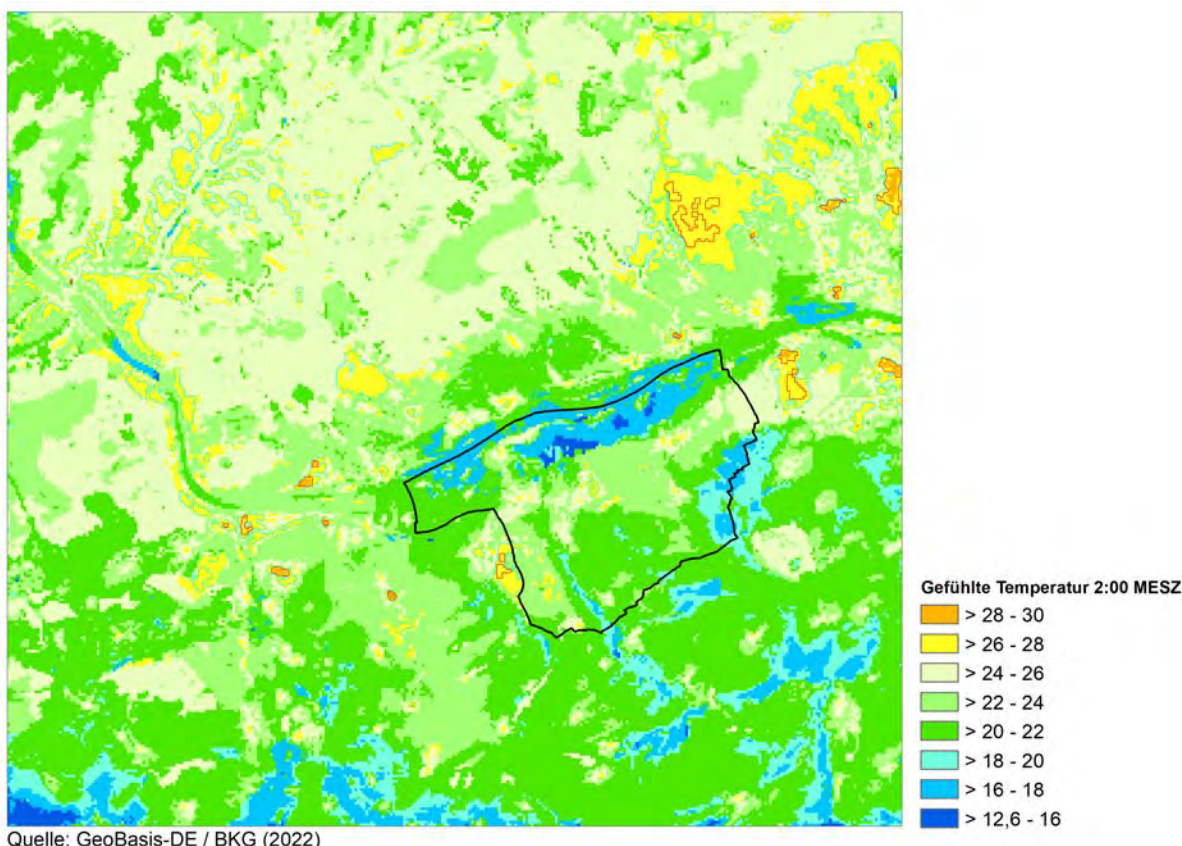 Gefühlte Temperatur 2:00 MESZ
> 28 - 30
> 26 - 28
> 24 - 26
> 22 - 24
> 20 - 22
> 18 - 20
> 16 - 18
> 12,6 - 16
Quelle: GeoBasis-DE / BKG (2022)